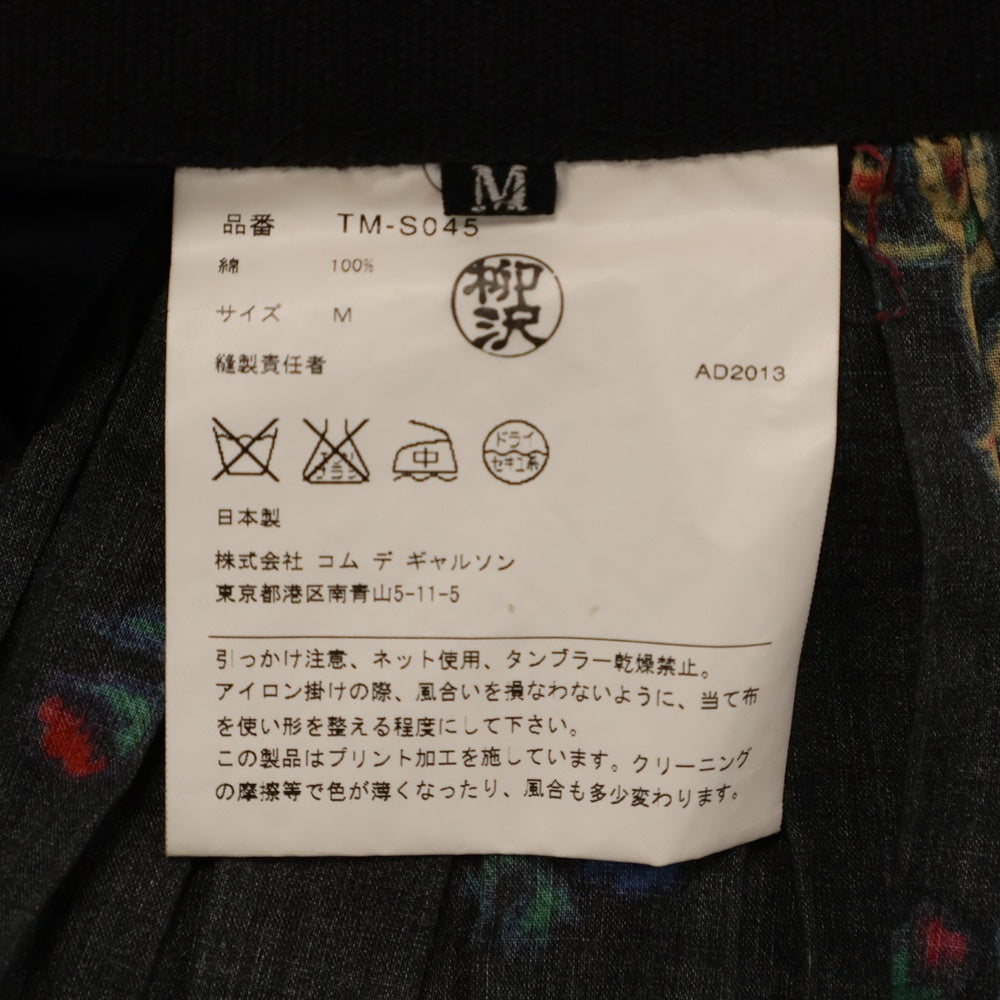 M
品番 TM-S045
綿 100%
柳沢
サイズ M
縫製責任者
AD2013
中
ドライ
セキユ系
日本製
株式会社 コム デ ギャルソン
東京都港区南青山5-11-5
引っかけ注意、ネット使用、タンブラー乾燥禁止。
アイロン掛けの際、風合いを損なわないように、当て布
を使い形を整える程度にして下さい。
この製品はプリント加工を施しています。クリーニング
の摩擦等で色が薄くなったり、風合も多少変わります。